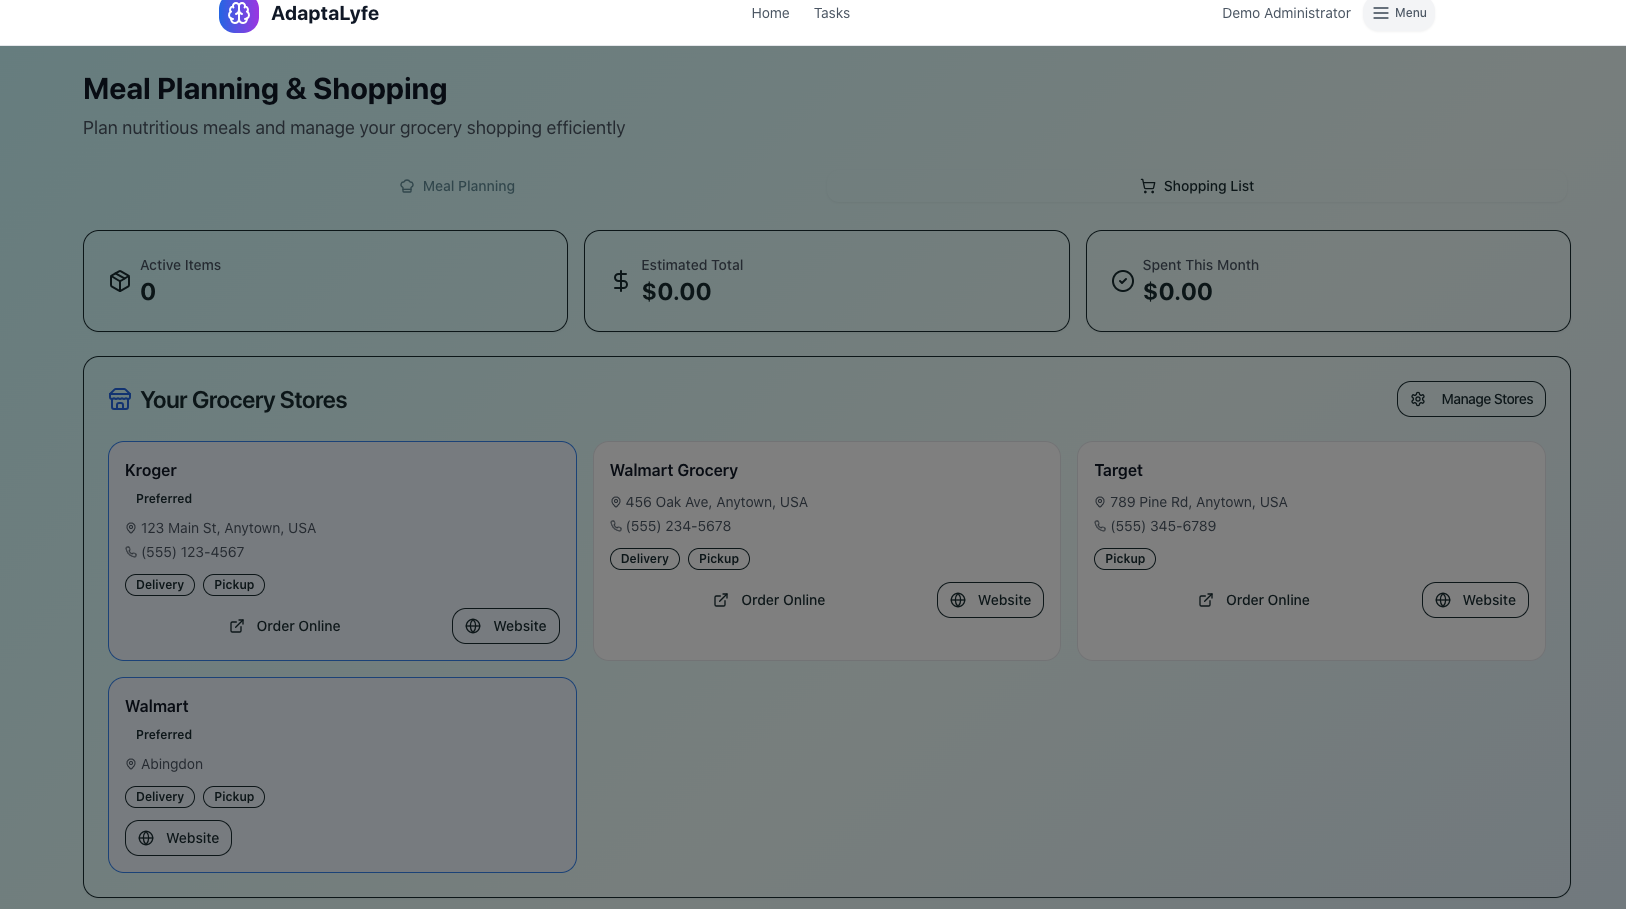 AdaptaLyfe
Home
Tasks
Demo Administrator
Menu
Meal Planning & Shopping
Plan nutritious meals and manage your grocery shopping efficiently
Meal Planning
Shopping List
Active Items
0
Estimated Total
$0.00
Spent This Month
$0.00
Your Grocery Stores
Manage Stores
Kroger
Preferred
123 Main St, Anytown, USA
(555) 123-4567
Delivery
Pickup
Order Online
Website
Walmart Grocery
456 Oak Ave, Anytown, USA
(555) 234-5678
Delivery
Pickup
Order Online
Website
Target
789 Pine Rd, Anytown, USA
(555) 345-6789
Pickup
Order Online
Website
Walmart
Preferred
Abingdon
Delivery
Pickup
Website